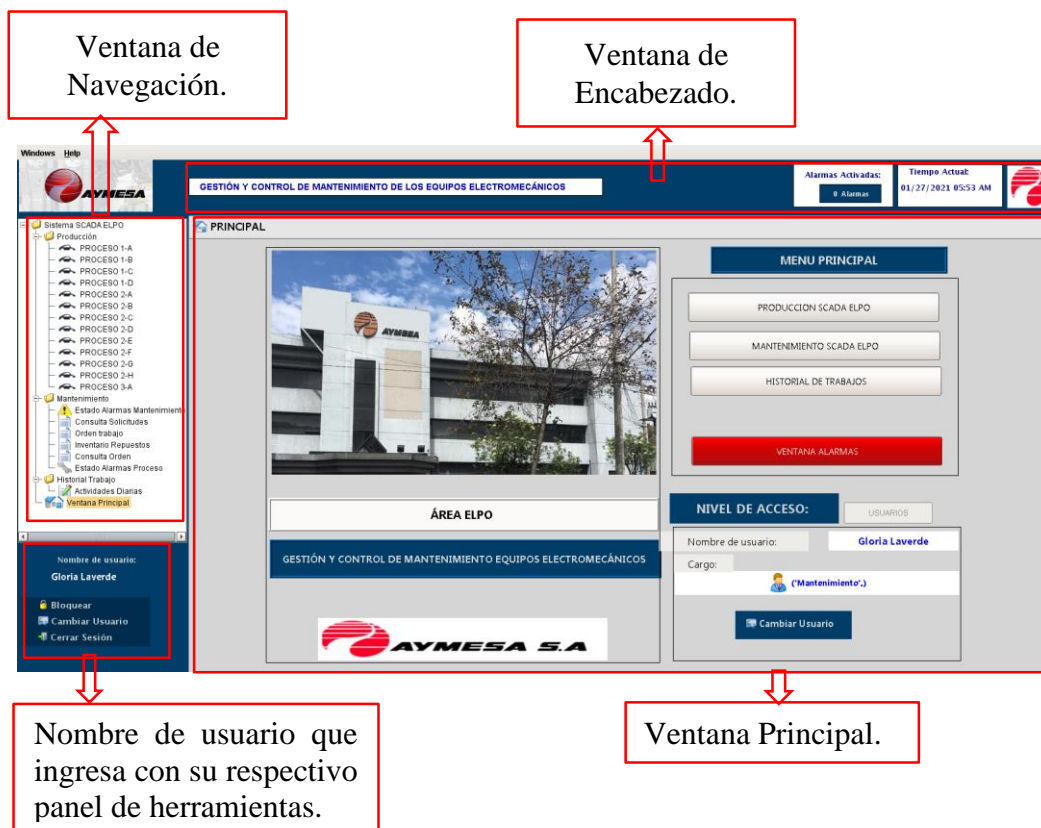 Ventana de
Navegación.
Ventana de
Encabezado.
Windows Help
AYMESA
GESTIÓN Y CONTROL DE MANTENIMIENTO DE LOS EQUIPOS ELECTROMECÁNICOS
Alarmas Activadas:
0 Alarmas
Tiempo Actual:
01/27/2021 05:53 AM
Sistema SCADA ELPO
Producción
PROCESO 1-A
PROCESO 1-B
PROCESO 1-C
PROCESO 1-D
PROCESO 2-A
PROCESO 2-B
PROCESO 2-C
PROCESO 2-D
PROCESO 2-E
PROCESO 2-F
PROCESO 2-G
PROCESO 2-H
PROCESO 3-A
Mantenimiento
Estado Alarmas Mantenimiento
Consulta Solicitudes
Orden trabajo
Inventario Repuestos
Consulta Orden
Estado Alarmas Proceso
Historial Trabajo
Actividades Diarias
Ventana Principal
Nombre de usuario:
Gloria Laverde
Bloquear
Cambiar Usuario
Cerrar Sesión
PRINCIPAL
AYMESA
ÁREA ELPO
GESTIÓN Y CONTROL DE MANTENIMIENTO EQUIPOS ELECTROMECÁNICOS
AYMESA S.A
MENU PRINCIPAL
PRODUCCION SCADA ELPO
MANTENIMIENTO SCADA ELPO
HISTORIAL DE TRABAJOS
VENTANA ALARMAS
NIVEL DE ACCESO:
USUARIOS
Nombre de usuario:
Gloria Laverde
Cargo:
('Mantenimiento',)
Cambiar Usuario
Nombre de usuario que
ingresa con su respectivo
panel de herramientas.
Ventana Principal.